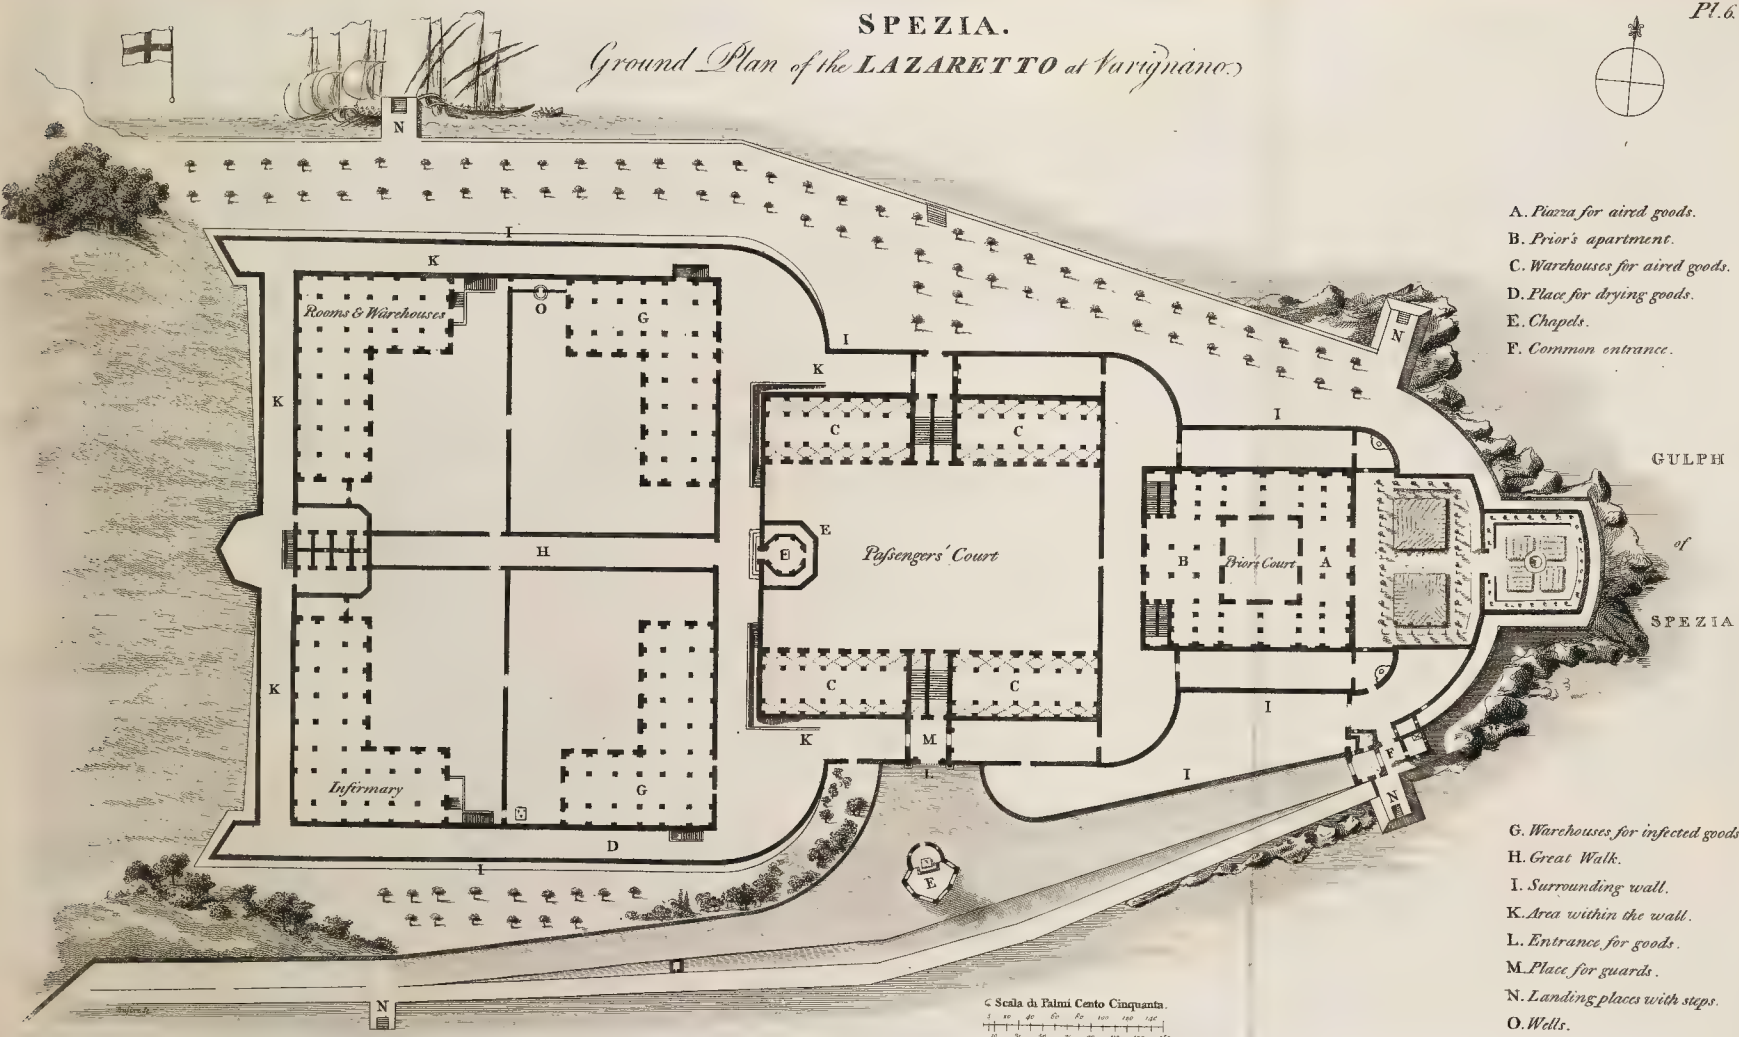 Pl.6.
SPEZIA.
Ground Plan of the LAZARETTO at Varignano.
N
I
K
Rooms & Warehouses
O
G
I
N
K
K
I
C
C
A. Piazza for aired goods.
B. Prior's apartment.
C. Warehouses for aired goods.
D. Place for drying goods.
E. Chapels.
F. Common entrance.
GULPH
of
SPEZIA
H
E
E
Passengers' Court
B
Prior's Court
A
K
C
C
I
K
M
L
F
I
N
Infirmary
G
D
I
E
N
G. Warehouses for infected goods
H. Great Walk.
I. Surrounding wall.
K. Area within the wall.
L. Entrance for goods.
M. Place for guards.
N. Landing places with steps.
O. Wells.
Scala di Palmi Cento Cinquanta.